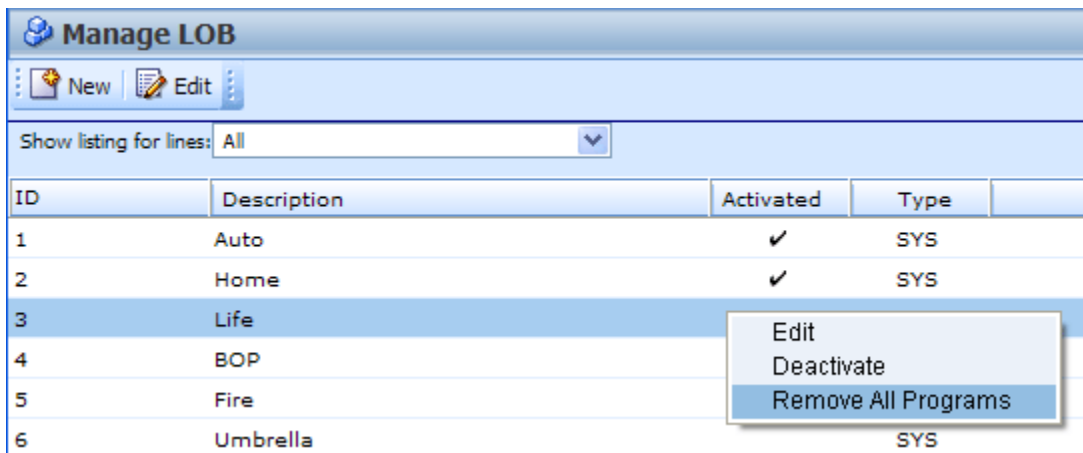 Manage LOB
New Edit
Show listing for lines: All
ID Description Activated Type
1 Auto ✔ SYS
2 Home ✔ SYS
3 Life
Edit
4 BOP
Deactivate
5 Fire
Remove All Programs
6 Umbrella SYS